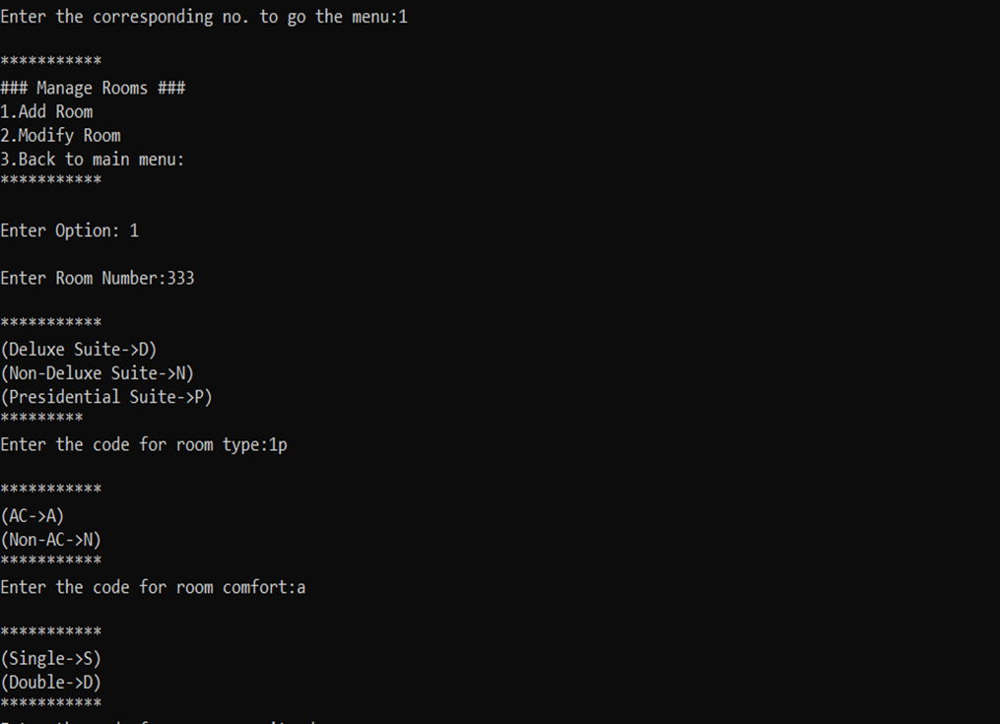 Enter the corresponding no. to go the menu:1
***********
### Manage Rooms ###
1.Add Room
2.Modify Room
3.Back to main menu:
***********
Enter Option: 1
Enter Room Number:333
***********
(Deluxe Suite->D)
(Non-Deluxe Suite->N)
(Presidential Suite->P)
*********
Enter the code for room type:1p
***********
(AC->A)
(Non-AC->N)
***********
Enter the code for room comfort:a
***********
(Single->S)
(Double->D)
***********